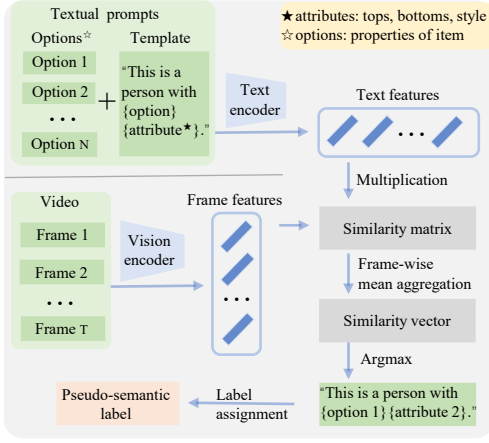 Textual prompts
★attributes: tops, bottoms, style
☆options: properties of item
Options☆
Template
Option 1
Option 2
...
Option N
+
"This is a
person with
{option}
{attribute★}."
Text
encoder
Text features
...
Multiplication
Video
Frame 1
Frame 2
...
Frame T
Vision
encoder
Frame features
...
Similarity matrix
Frame-wise
mean aggregation
Similarity vector
Argmax
"This is a person with
{option 1}{attribute 2}."
Label
assignment
Pseudo-semantic
label